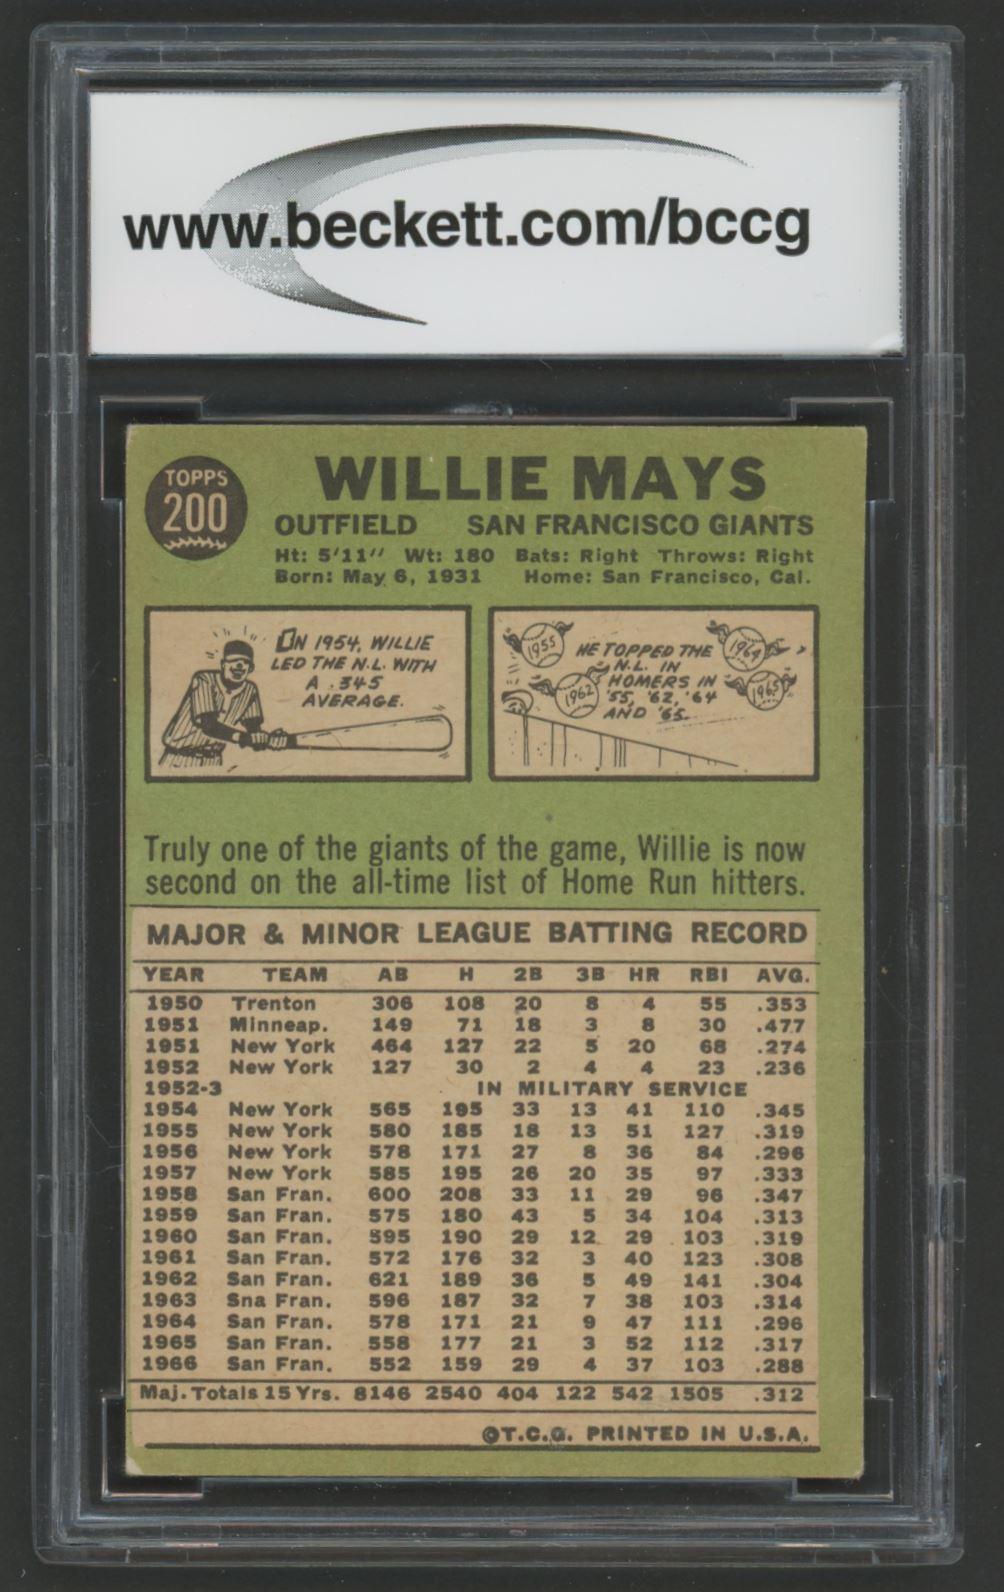 www.beckett.com/bccg
TOPPS
200
WILLIE MAYS
OUTFIELD SAN FRANCISCO GIANTS
Ht: 5'11" Wt: 180 Bats: Right Throws: Right
Born: May 6, 1931 Home: San Francisco, Cal.
IN 1954, WILLIE
LED THE N.L. WITH
A .345
AVERAGE.
1955
HE TOPPED THE
N.L. IN
HOMERS IN
'55, '62, '64
AND '65.
1964
1962
1965
Truly one of the giants of the game, Willie is now
second on the all-time list of Home Run hitters.
MAJOR & MINOR LEAGUE BATTING RECORD
YEAR TEAM AB H 2B 3B HR RBI AVG.
1950 Trenton 306 108 20 8 4 55 .353
1951 Minneap. 149 71 18 3 8 30 .477
1951 New York 464 127 22 5 20 68 .274
1952 New York 127 30 2 4 4 23 .236
1952-3 IN MILITARY SERVICE
1954 New York 565 195 33 13 41 110 .345
1955 New York 580 185 18 13 51 127 .319
1956 New York 578 171 27 8 36 84 .296
1957 New York 585 195 26 20 35 97 .333
1958 San Fran. 600 208 33 11 29 96 .347
1959 San Fran. 575 180 43 5 34 104 .313
1960 San Fran. 595 190 29 12 29 103 .319
1961 San Fran. 572 176 32 3 40 123 .308
1962 San Fran. 621 189 36 5 49 141 .304
1963 Sna Fran. 596 187 32 7 38 103 .314
1964 San Fran. 578 171 21 9 47 111 .296
1965 San Fran. 558 177 21 3 52 112 .317
1966 San Fran. 552 159 29 4 37 103 .288
Maj. Totals 15 Yrs. 8146 2540 404 122 542 1505 .312
©T.C.G. PRINTED IN U.S.A.